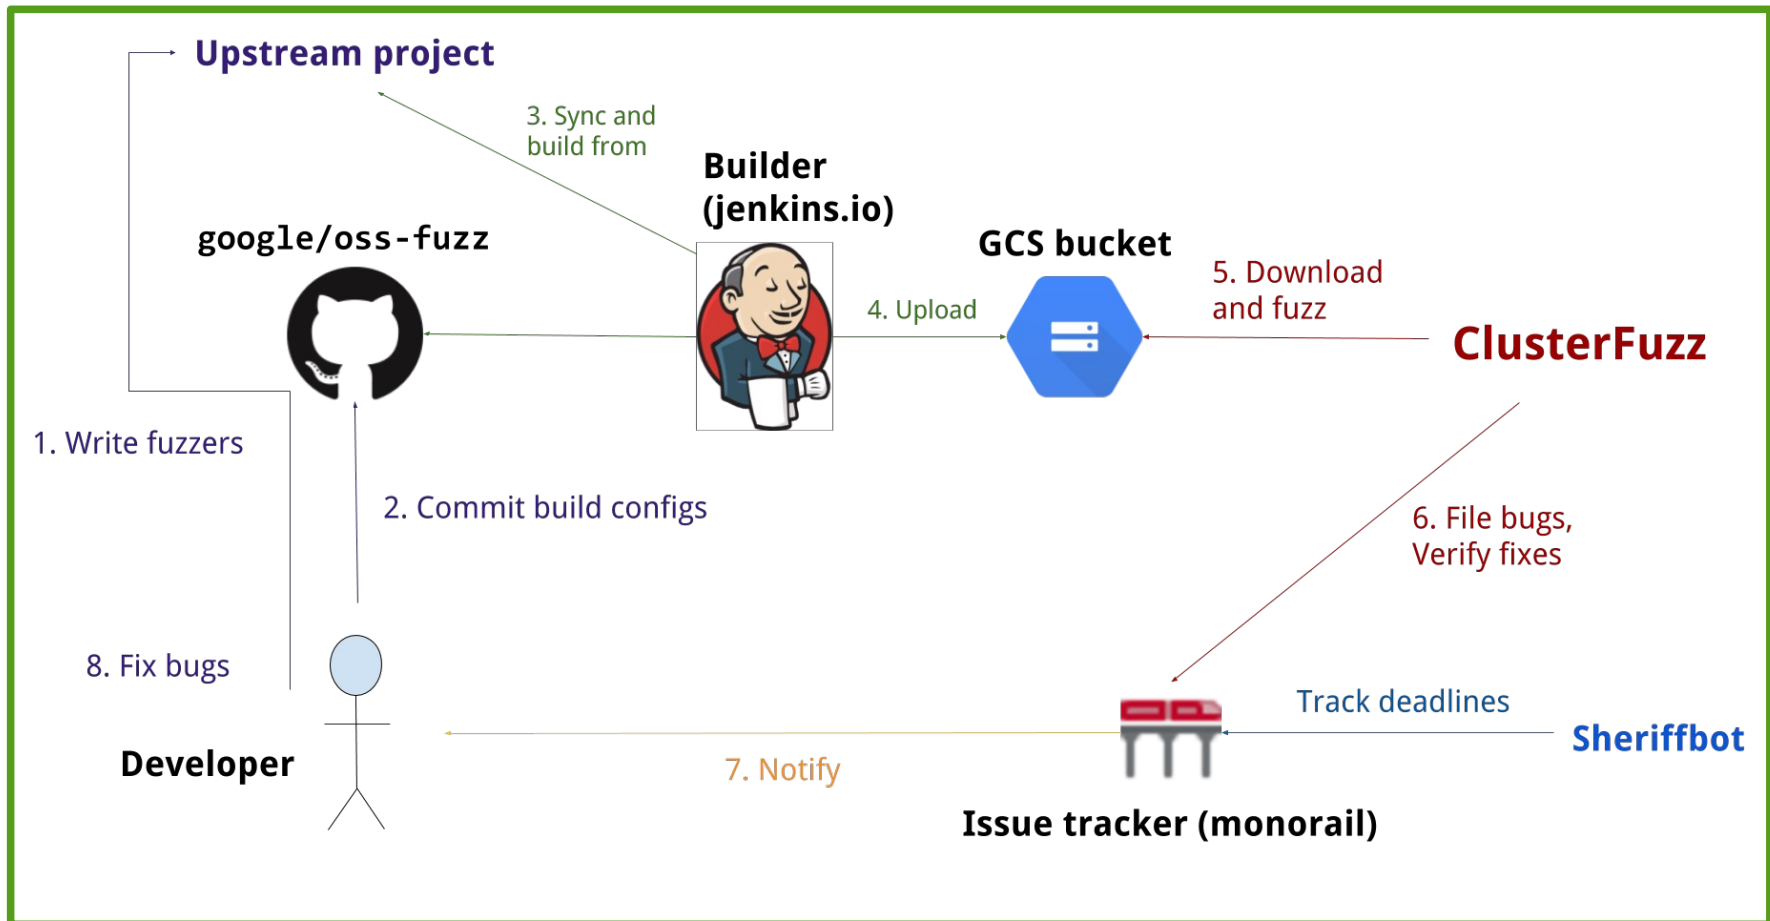 Upstream project
3. Sync and
build from
Builder
(jenkins.io)
google/oss-fuzz
GCS bucket
5. Download
and fuzz
4. Upload
ClusterFuzz
1. Write fuzzers
2. Commit build configs
6. File bugs,
Verify fixes
8. Fix bugs
Track deadlines
Sheriffbot
Developer
7. Notify
Issue tracker (monorail)